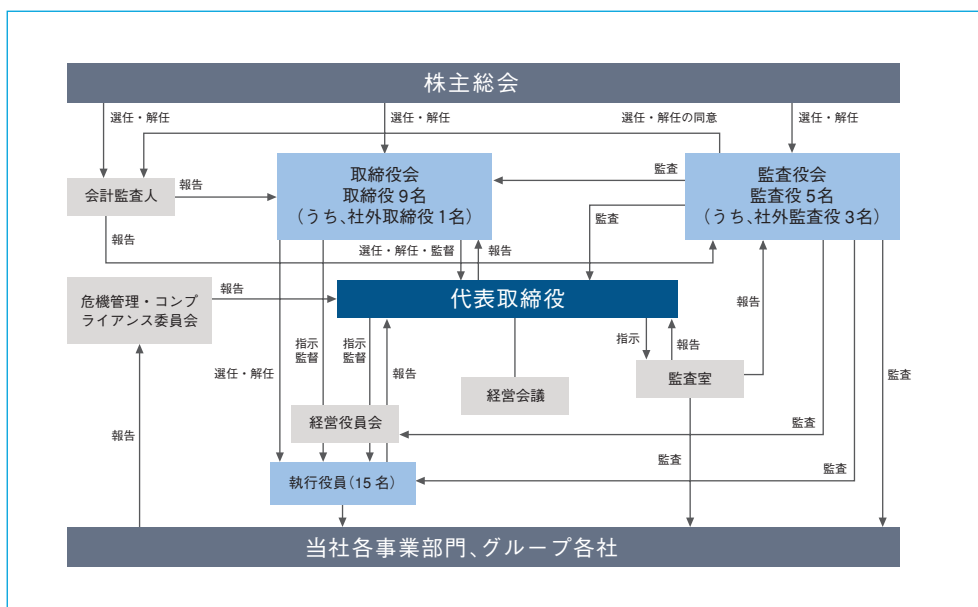 株主総会
選任・解任
選任・解任
選任・解任の同意
選任・解任
会計監査人
報告
取締役会
取締役9名
（うち、社外取締役1名）
監査
監査役会
監査役5名
（うち、社外監査役3名）
監査
報告
選任・解任・監督
報告
危機管理・コンプ
ライアンス委員会
報告
代表取締役
報告
指示
監督
指示
監督
報告
選任・解任
指示
報告
監査室
監査
経営会議
経営役員会
監査
報告
監査
監査
執行役員（15名）
当社各事業部門、グループ各社